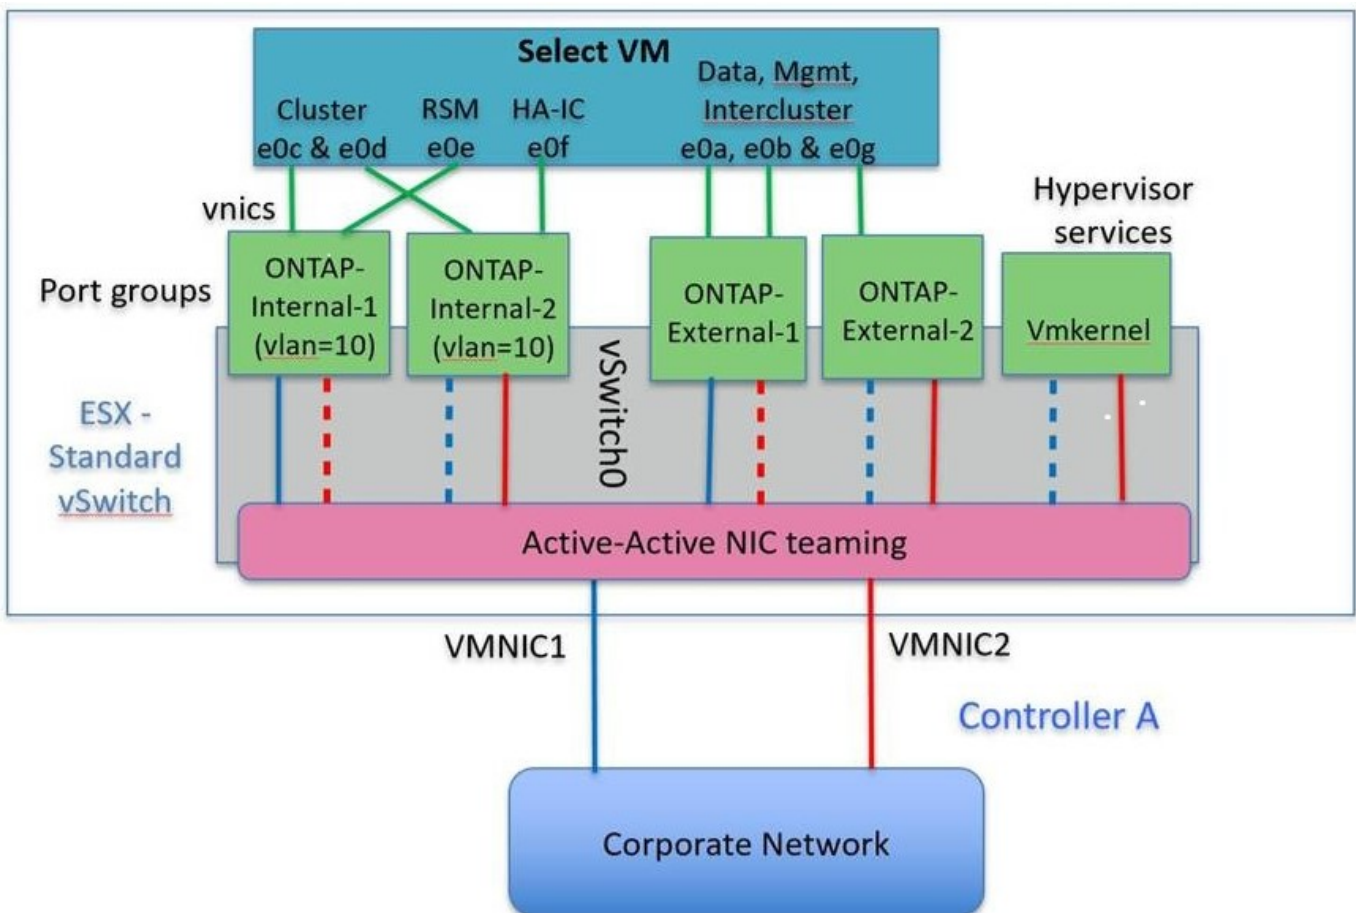 Select VM
Cluster
e0c & e0d
RSM
e0e
HA-IC
e0f
Data, Mgmt,
Intercluster
e0a, e0b & e0g
vnics
Hypervisor
services
Port groups
ONTAP-
Internal-1
(vlan=10)
ONTAP-
Internal-2
(vlan=10)
ONTAP-
External-1
ONTAP-
External-2
Vmkernel
vSwitch0
ESX -
Standard
vSwitch
Active-Active NIC teaming
VMNIC1
VMNIC2
Controller A
Corporate Network